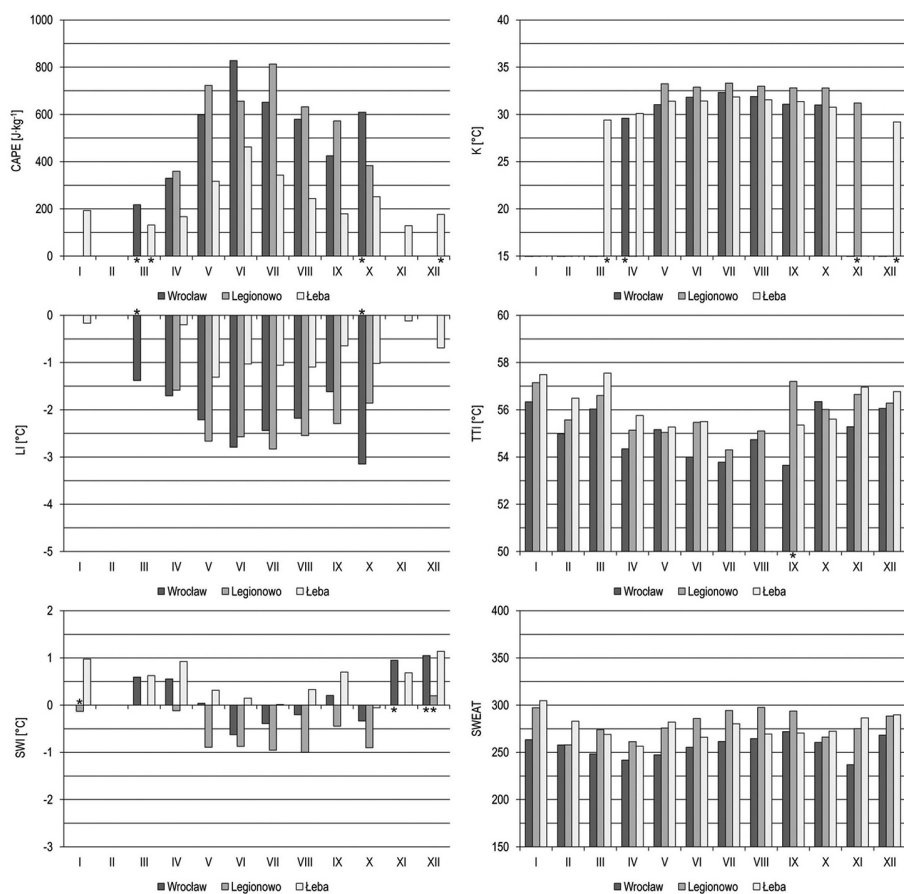 1000
800
600
400
200
0
CAPE [J·kg⁻¹]
* * *  *
I II III IV V VI VII VIII IX X XI XII
Wrocław Legionowo Łeba
40
35
30
25
20
15
K [°C]
* * * *
I II III IV V VI VII VIII IX X XI XII
Wrocław Legionowo Łeba
0
-1
-2
-3
-4
-5
LI [°C]
* *
I II III IV V VI VII VIII IX X XI XII
Wrocław Legionowo Łeba
60
58
56
54
52
50
TTI [°C]
*
I II III IV V VI VII VIII IX X XI XII
Wrocław Legionowo Łeba
2
1
0
-1
-2
-3
SWI [°C]
* * **
I II III IV V VI VII VIII IX X XI XII
Wrocław Legionowo Łeba
400
350
300
250
200
150
SWEAT
I II III IV V VI VII VIII IX X XI XII
Wrocław Legionowo Łeba